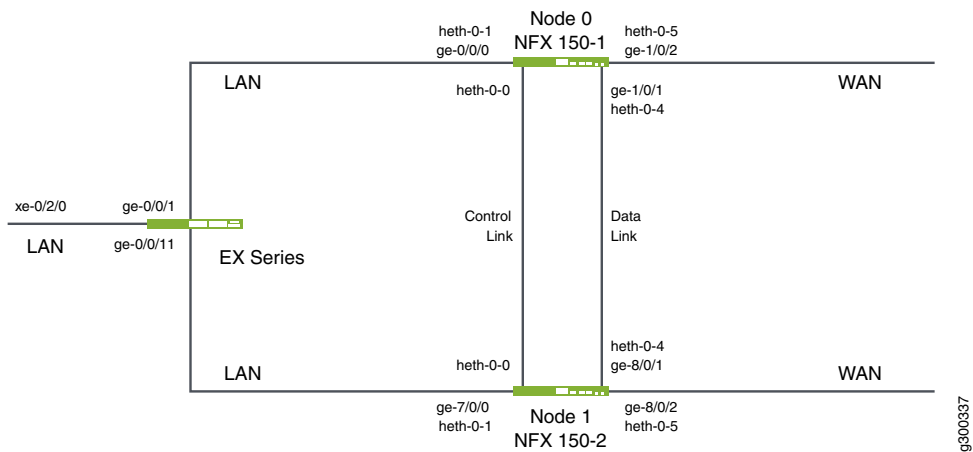 Node 0
NFX 150-1
heth-0-1
ge-0/0/0
heth-0-5
ge-1/0/2
LAN
WAN
heth-0-0
ge-1/0/1
heth-0-4
xe-0/2/0
ge-0/0/1
LAN
ge-0/0/11
EX Series
Control
Link
Data
Link
heth-0-4
ge-8/0/1
heth-0-0
LAN
WAN
ge-7/0/0
heth-0-1
Node 1
NFX 150-2
ge-8/0/2
heth-0-5
g300337